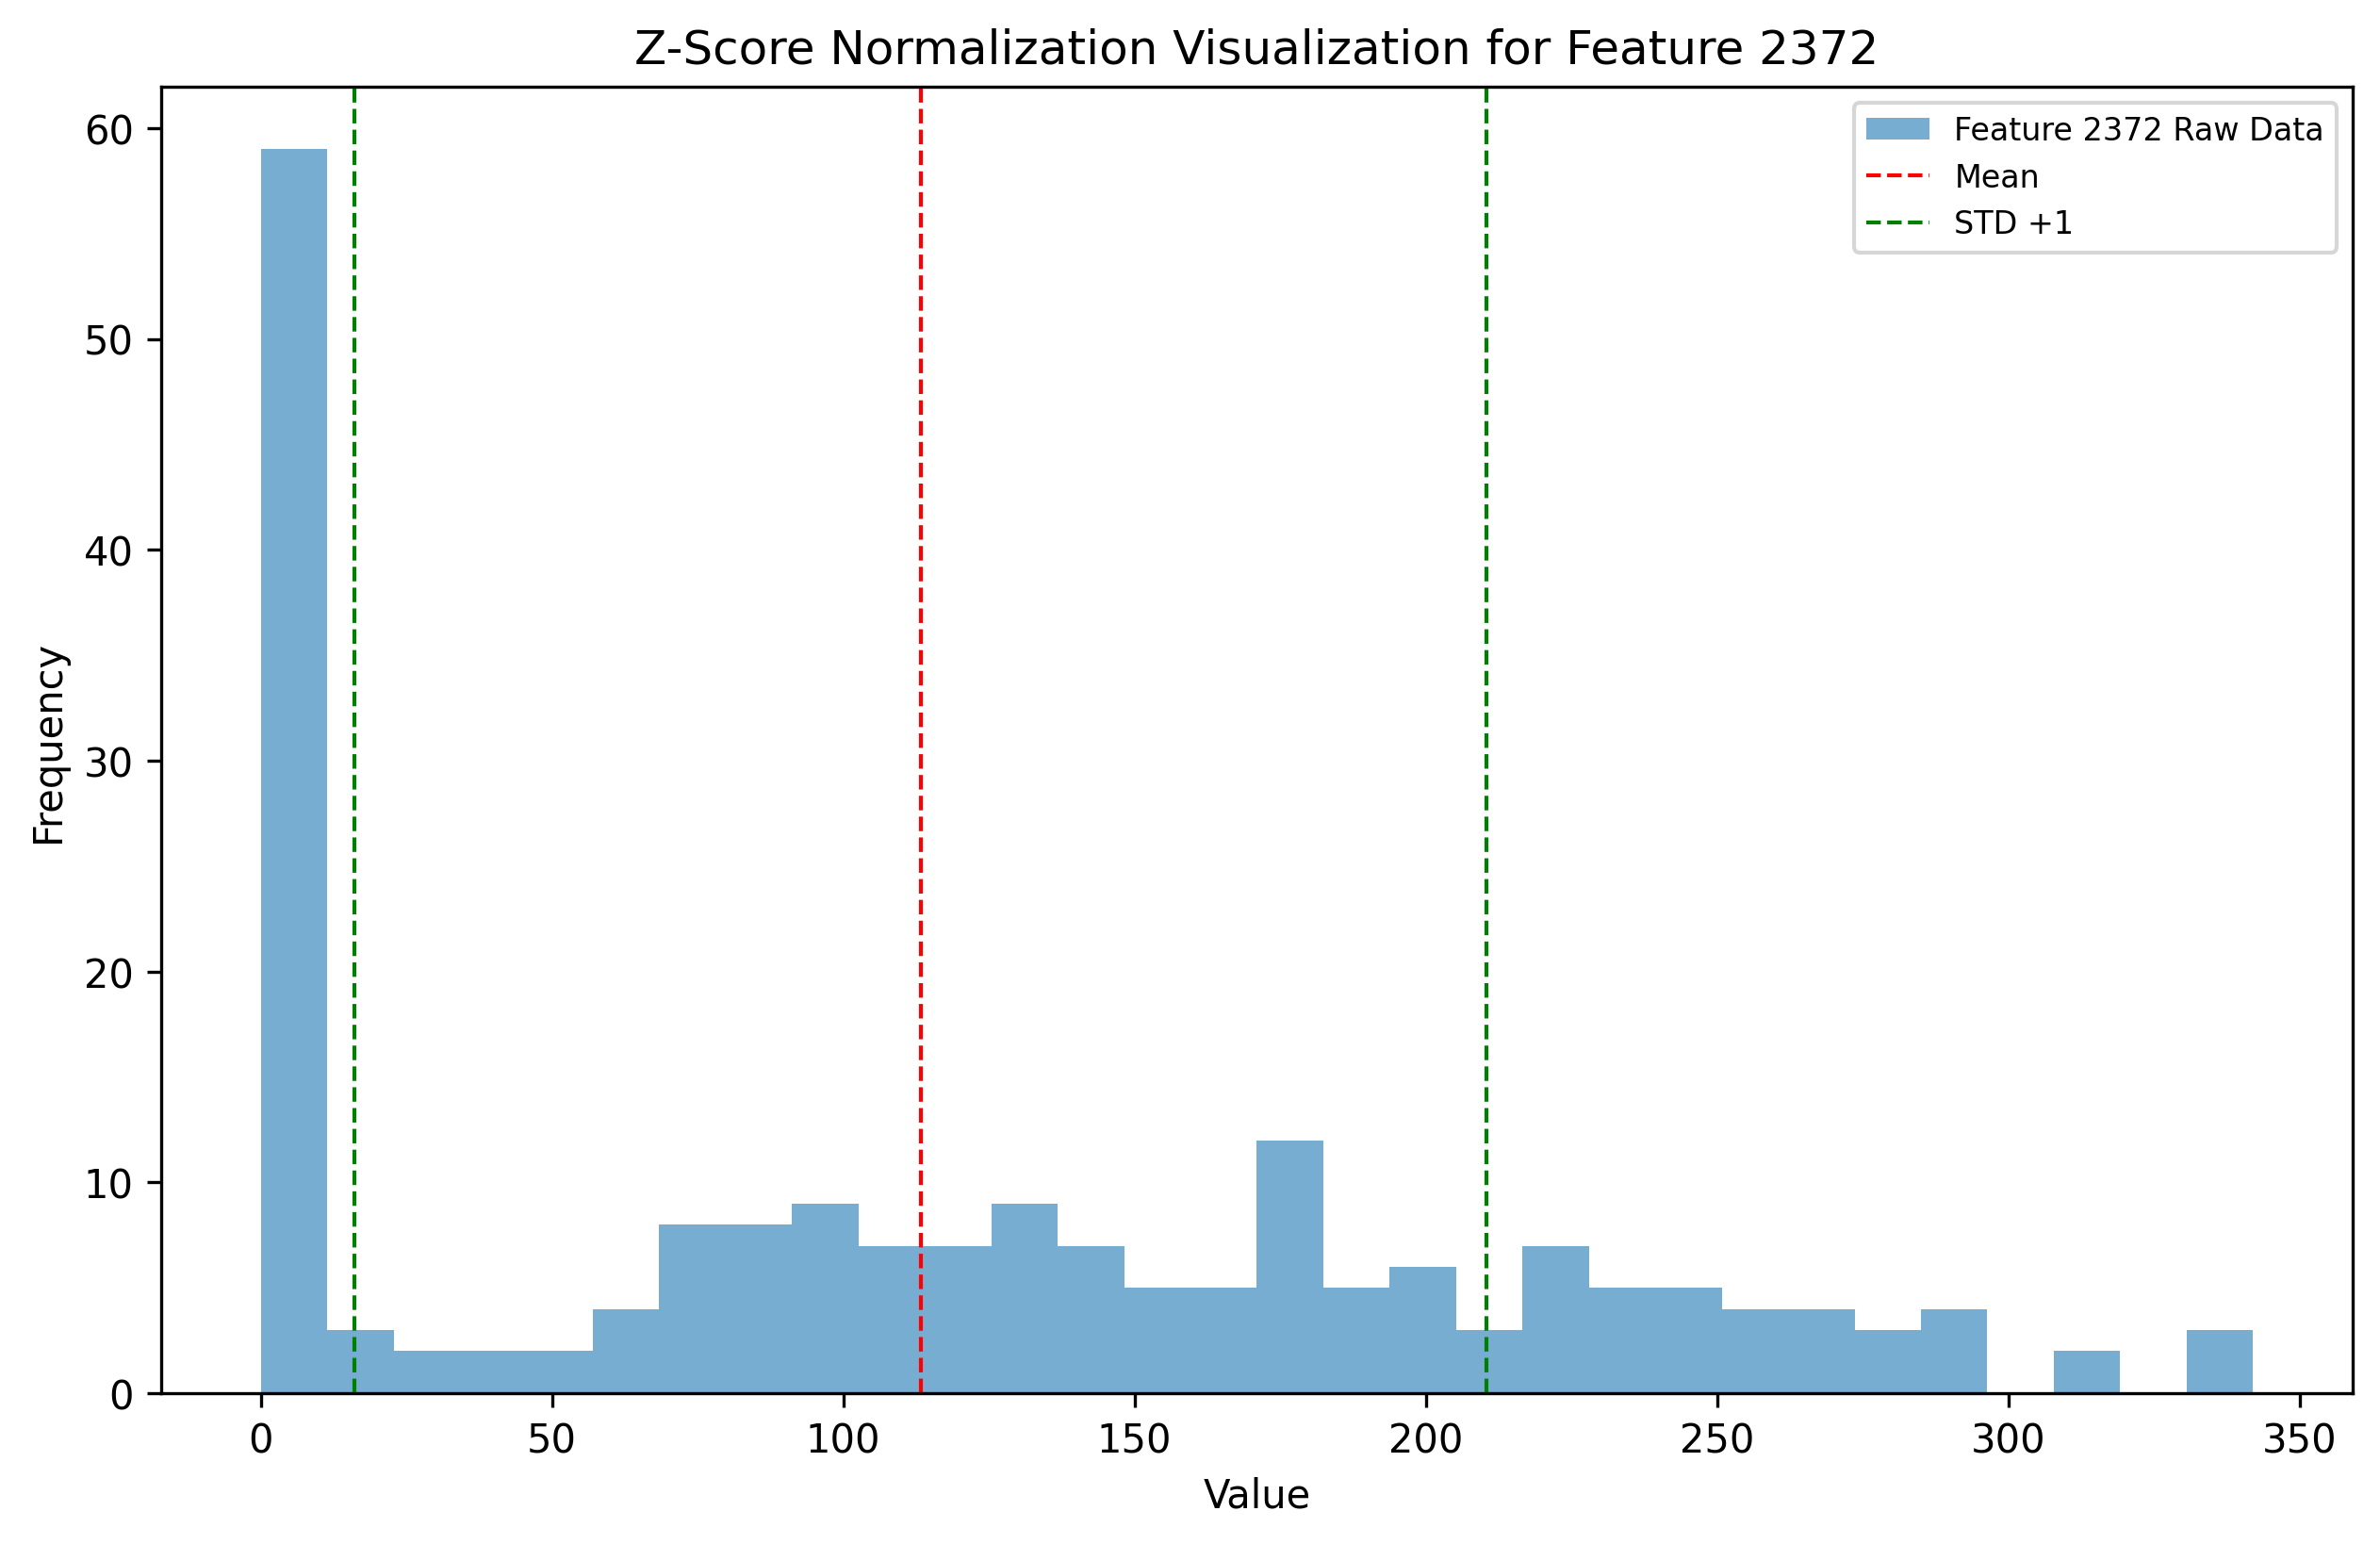 Z-Score Normalization Visualization for Feature 2372
Feature 2372 Raw Data
Mean
STD +1
60
50
40
30
20
10
0
Frequency
0 50 100 150 200 250 300 350
Value